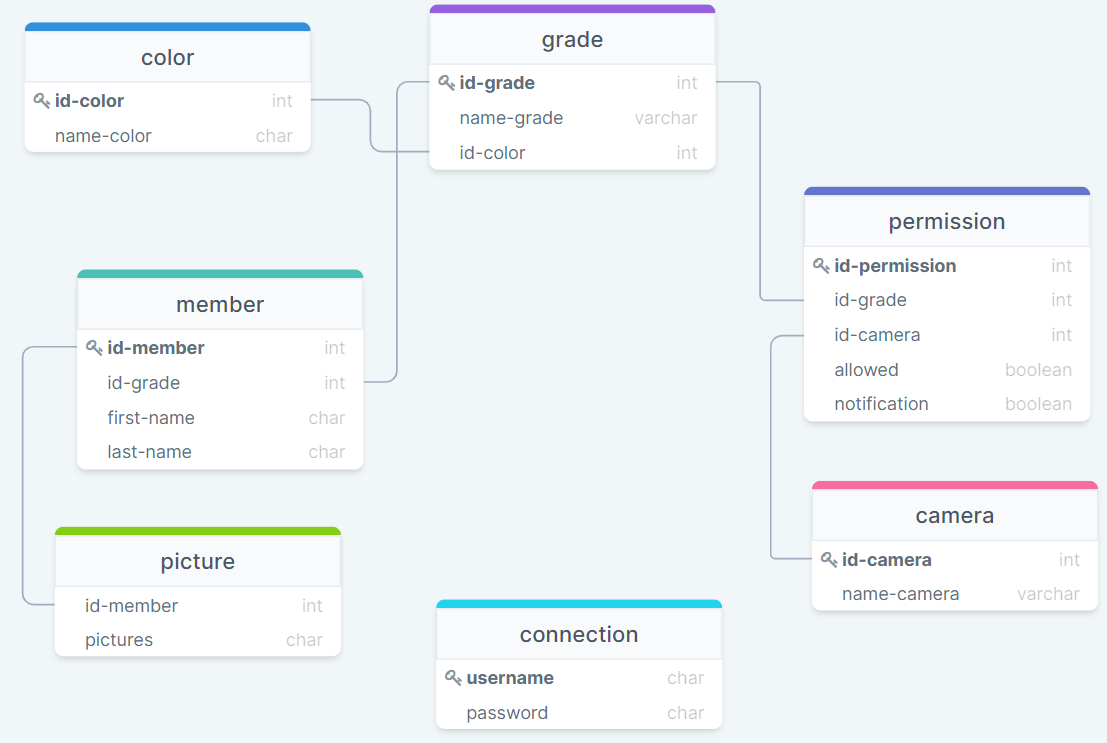 color
id-color int
name-color char
grade
id-grade int
name-grade varchar
id-color int
permission
id-permission int
id-grade int
id-camera int
allowed boolean
notification boolean
member
id-member int
id-grade int
first-name char
last-name char
camera
id-camera int
name-camera varchar
picture
id-member int
pictures char
connection
username char
password char